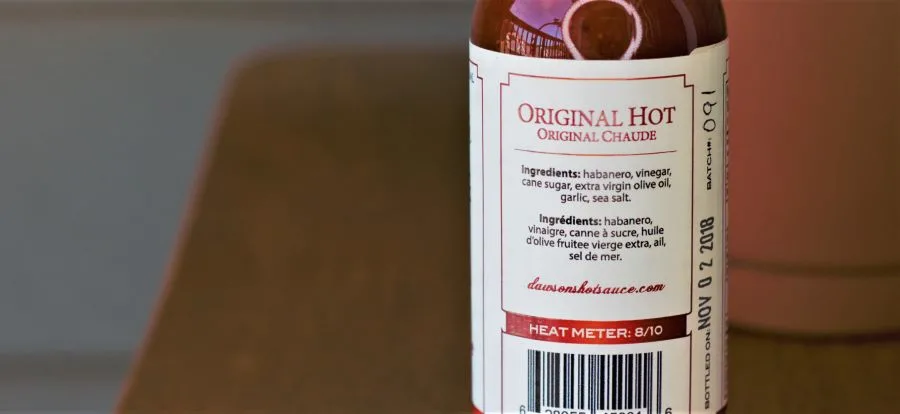 ORIGINAL HOT
ORIGINAL CHAUDE
Ingredients: habanero, vinegar,
cane sugar, extra virgin olive oil,
garlic, sea salt.
Ingrédients: habanero,
vinaigre, canne à sucre, huile
d'olive fruitee vierge extra, ail,
sel de mer.
dawsonshotsauce.com
HEAT METER: 8/10
BOTTLED ON: NOV 02 2018
BATCH#: 091